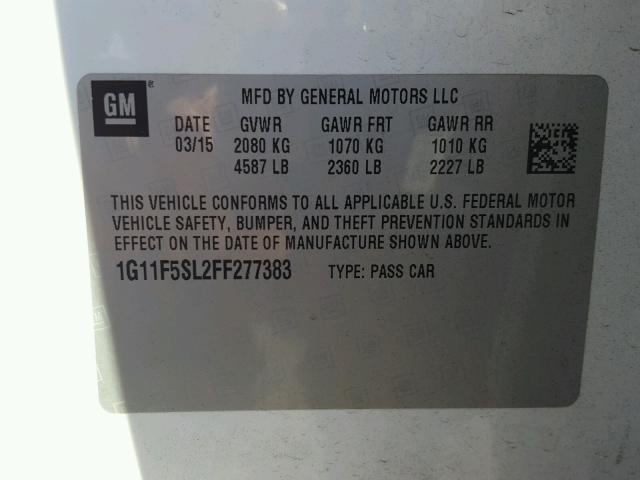 GM ® MFD BY GENERAL MOTORS LLC
DATE GVWR GAWR FRT GAWR RR
03/15 2080 KG 1070 KG 1010 KG
4587 LB 2360 LB 2227 LB
THIS VEHICLE CONFORMS TO ALL APPLICABLE U.S. FEDERAL MOTOR
VEHICLE SAFETY, BUMPER, AND THEFT PREVENTION STANDARDS IN
EFFECT ON THE DATE OF MANUFACTURE SHOWN ABOVE.
1G11F5SL2FF277383 TYPE: PASS CAR